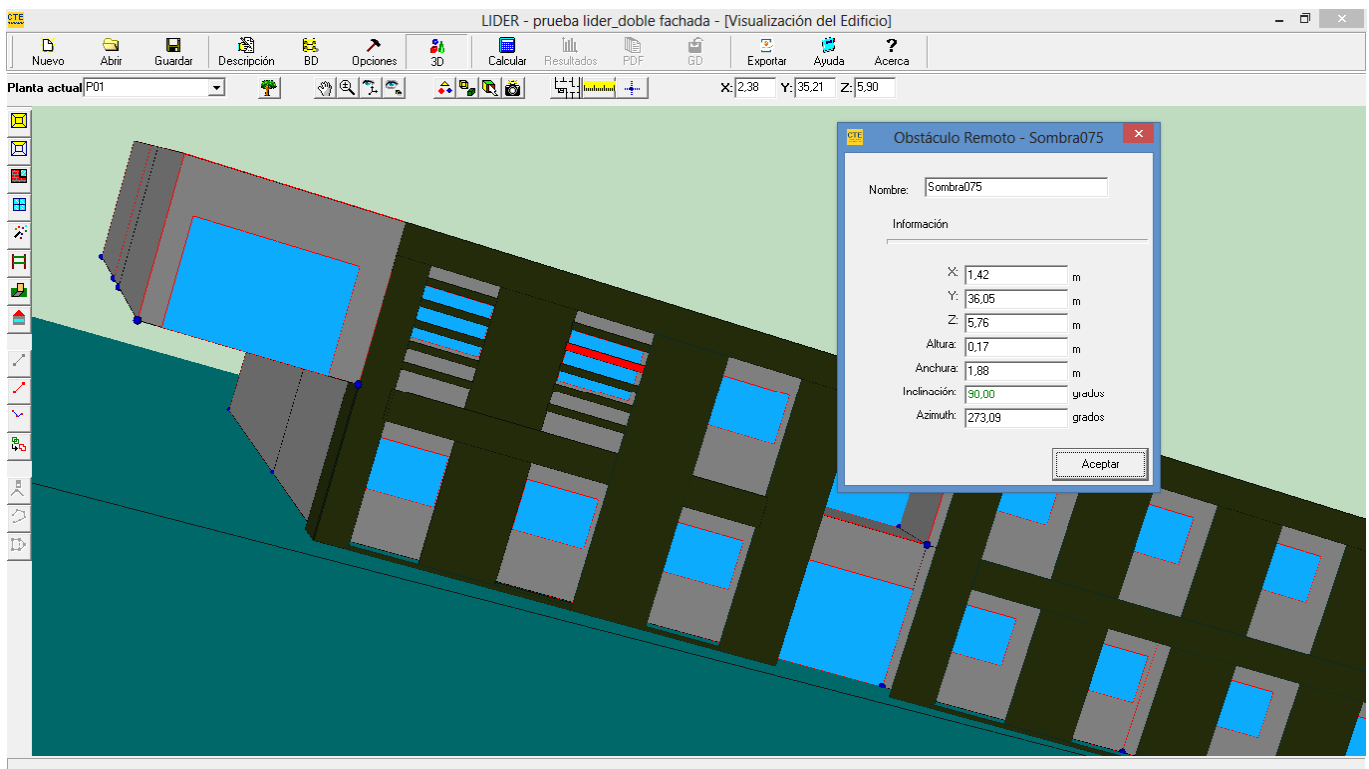 CTE
LIDER - prueba lider_doble fachada - [Visualización del Edificio]
Nuevo Abrir Guardar Descripción BD Opciones 3D Calcular Resultados PDF GD Exportar Ayuda Acerca
Planta actual P01 X: 2,38 Y: 35,21 Z: 5,90
CTE Obstáculo Remoto - Sombra075
Nombre: Sombra075
Información
X: 1,42 m
Y: 36,05 m
Z: 5,76 m
Altura: 0,17 m
Anchura: 1,88 m
Inclinación: 90,00 grados
Azimuth: 273,09 grados
Aceptar